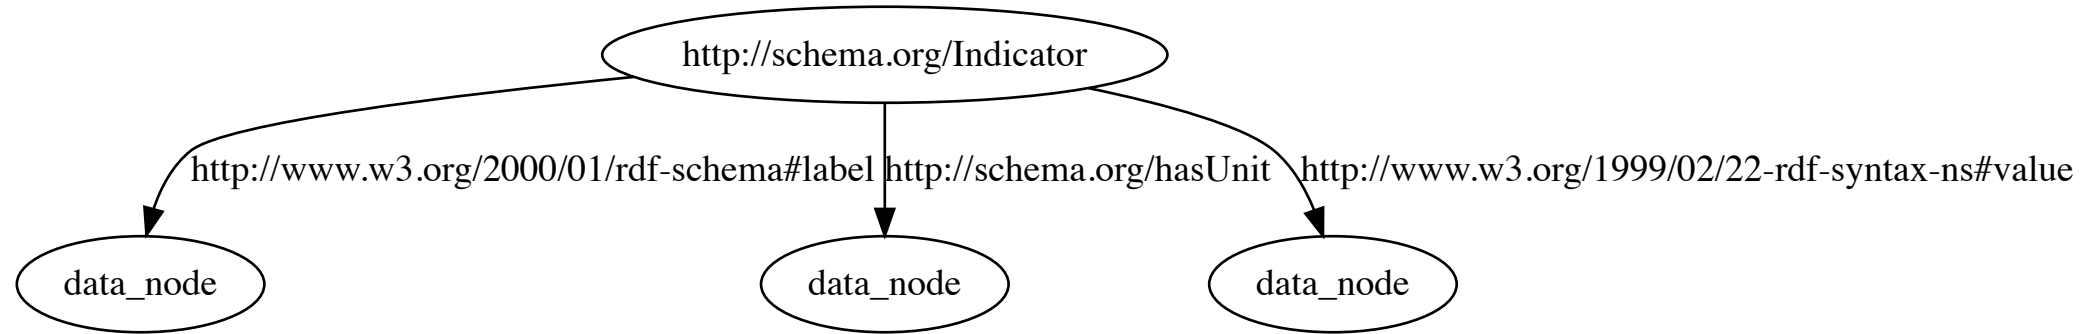 http://schema.org/Indicator
http://www.w3.org/2000/01/rdf-schema#label http://schema.org/hasUnit http://www.w3.org/1999/02/22-rdf-syntax-ns#value
data_node data_node data_node